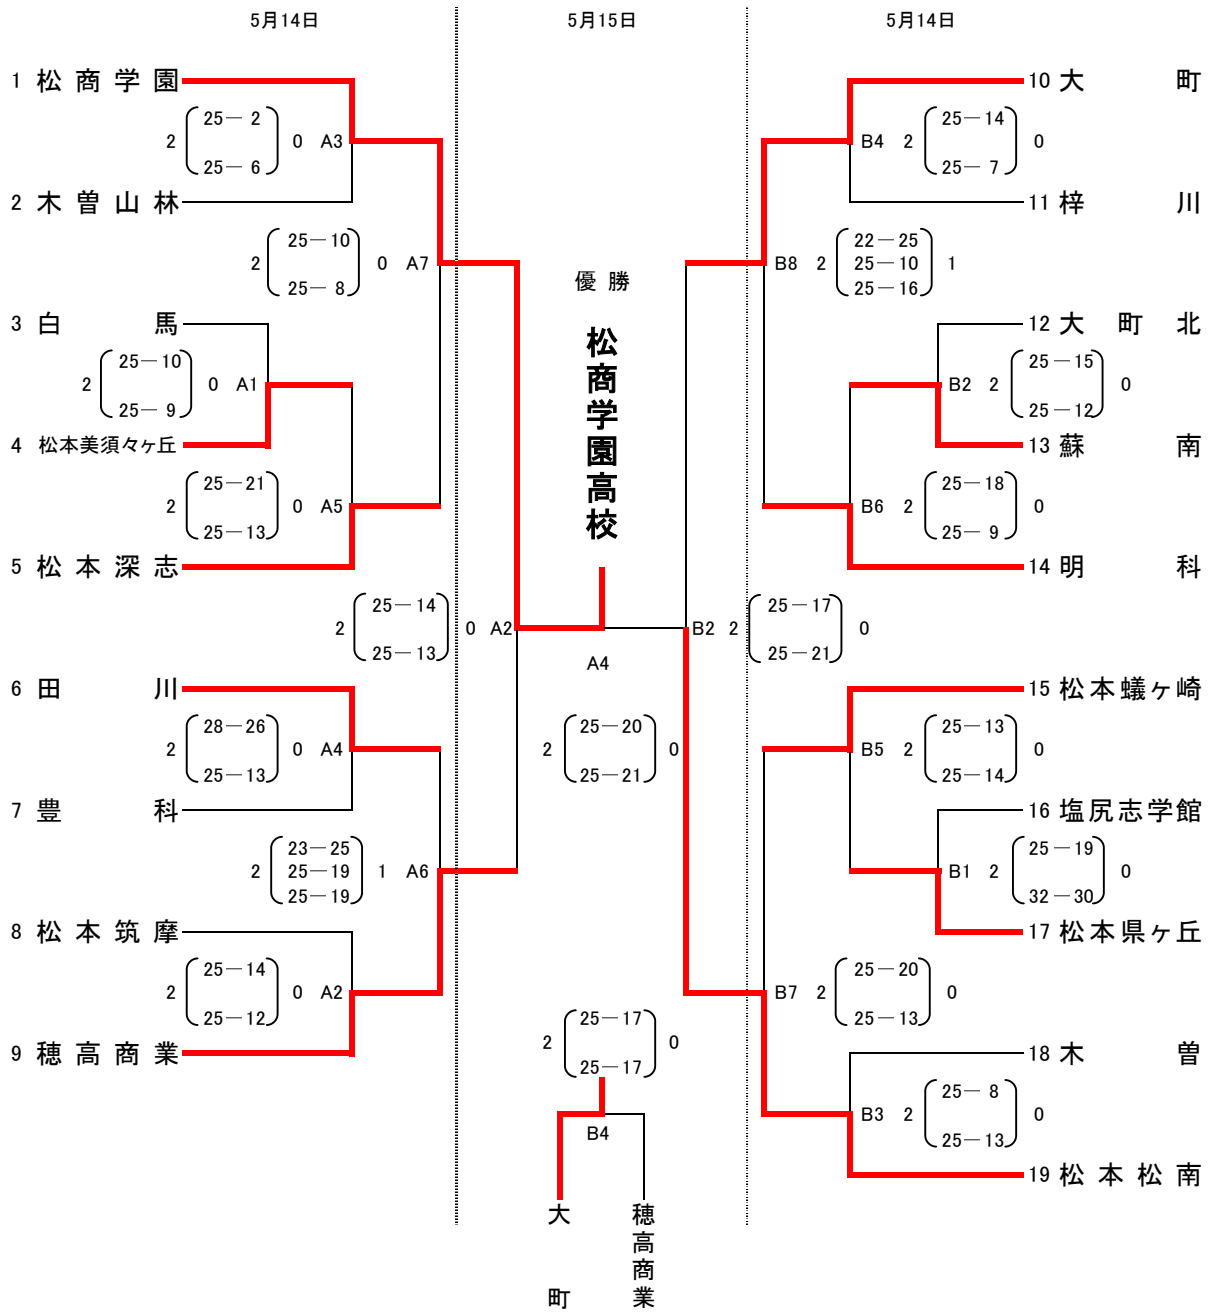 5月14日 5月15日 5月14日
1 松商学園 10 大町
25－2 25－14
2 0 A3 B4 2 0
25－6 25－7
2 木曽山林 11 梓川
25－10 22－25
2 0 A7 B8 2 25－10 1
25－8 25－16
優勝
松商学園高校
3 白馬 12 大町北
25－10 25－15
2 0 A1 B2 2 0
25－9 25－12
4 松本美須々ヶ丘 13 蘇南
25－21 25－18
2 0 A5 B6 2 0
25－13 25－9
5 松本深志 14 明科
25－14 25－17
2 0 A2 B2 2 0
25－13 25－21
A4
6 田川 15 松本蟻ヶ崎
28－26 25－20 25－13
2 0 A4 2 0 B5 2 0
25－13 25－21 25－14
7 豊科 16 塩尻志学館
23－25 25－19
2 25－19 1 A6 B1 2 0
25－19 32－30
8 松本筑摩 17 松本県ヶ丘
25－14 25－20
2 0 A2 B7 2 0
25－12 25－13
25－17
2 0
25－17
9 穂高商業 18 木曽
25－8
B3 2 0
25－13
B4
19 松本松南
大町 穂高商業